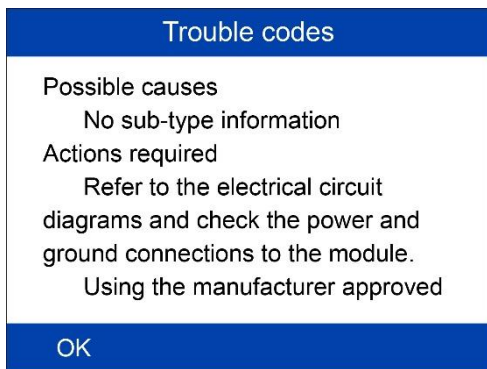 Trouble codes
Possible causes
No sub-type information
Actions required
Refer to the electrical circuit
diagrams and check the power and
ground connections to the module.
Using the manufacturer approved
OK